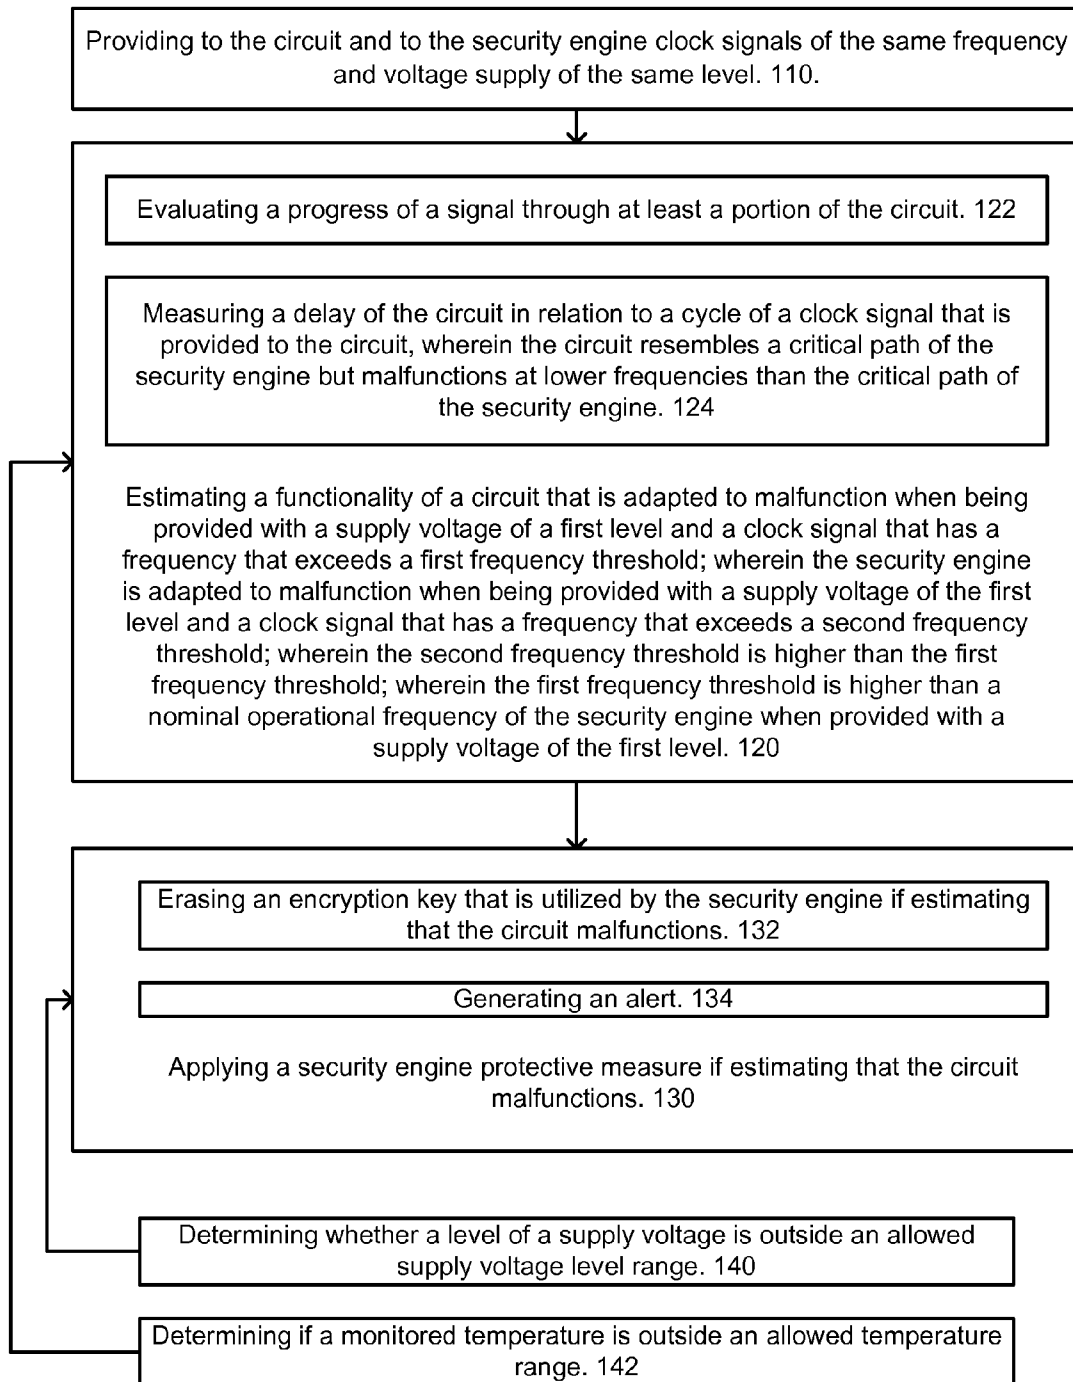 Providing to the circuit and to the security engine clock signals of the same frequency
and voltage supply of the same level. 110.
Evaluating a progress of a signal through at least a portion of the circuit. 122
Measuring a delay of the circuit in relation to a cycle of a clock signal that is
provided to the circuit, wherein the circuit resembles a critical path of the
security engine but malfunctions at lower frequencies than the critical path of
the security engine. 124
Estimating a functionality of a circuit that is adapted to malfunction when being
provided with a supply voltage of a first level and a clock signal that has a
frequency that exceeds a first frequency threshold; wherein the security engine
is adapted to malfunction when being provided with a supply voltage of the first
level and a clock signal that has a frequency that exceeds a second frequency
threshold; wherein the second frequency threshold is higher than the first
frequency threshold; wherein the first frequency threshold is higher than a
nominal operational frequency of the security engine when provided with a
supply voltage of the first level. 120
Erasing an encryption key that is utilized by the security engine if estimating
that the circuit malfunctions. 132
Generating an alert. 134
Applying a security engine protective measure if estimating that the circuit
malfunctions. 130
Determining whether a level of a supply voltage is outside an allowed
supply voltage level range. 140
Determining if a monitored temperature is outside an allowed temperature
range. 142